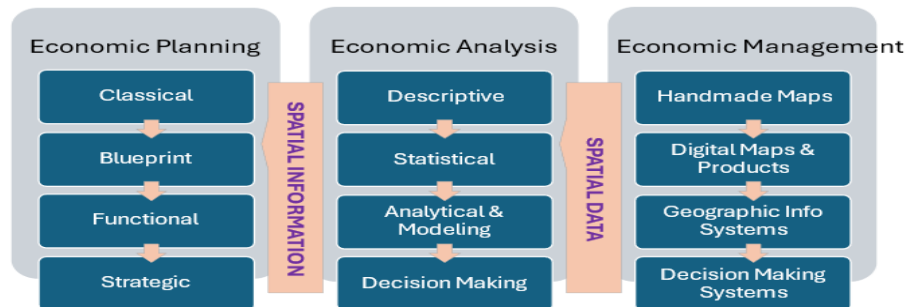 Economic Planning
Classical
Blueprint
Functional
Strategic
SPATIAL INFORMATION
Economic Analysis
Descriptive
Statistical
Analytical &
Modeling
Decision Making
SPATIAL DATA
Economic Management
Handmade Maps
Digital Maps &
Products
Geographic Info
Systems
Decision Making
Systems